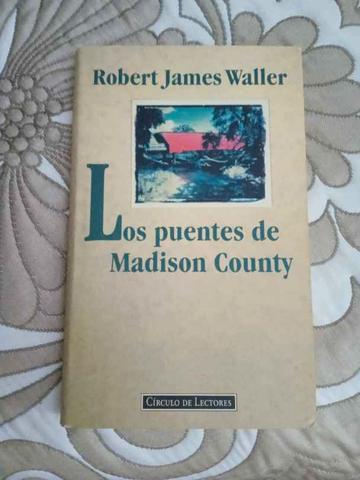 Robert James Waller
Los puentes de
Madison County
CÍRCULO DE LECTORES